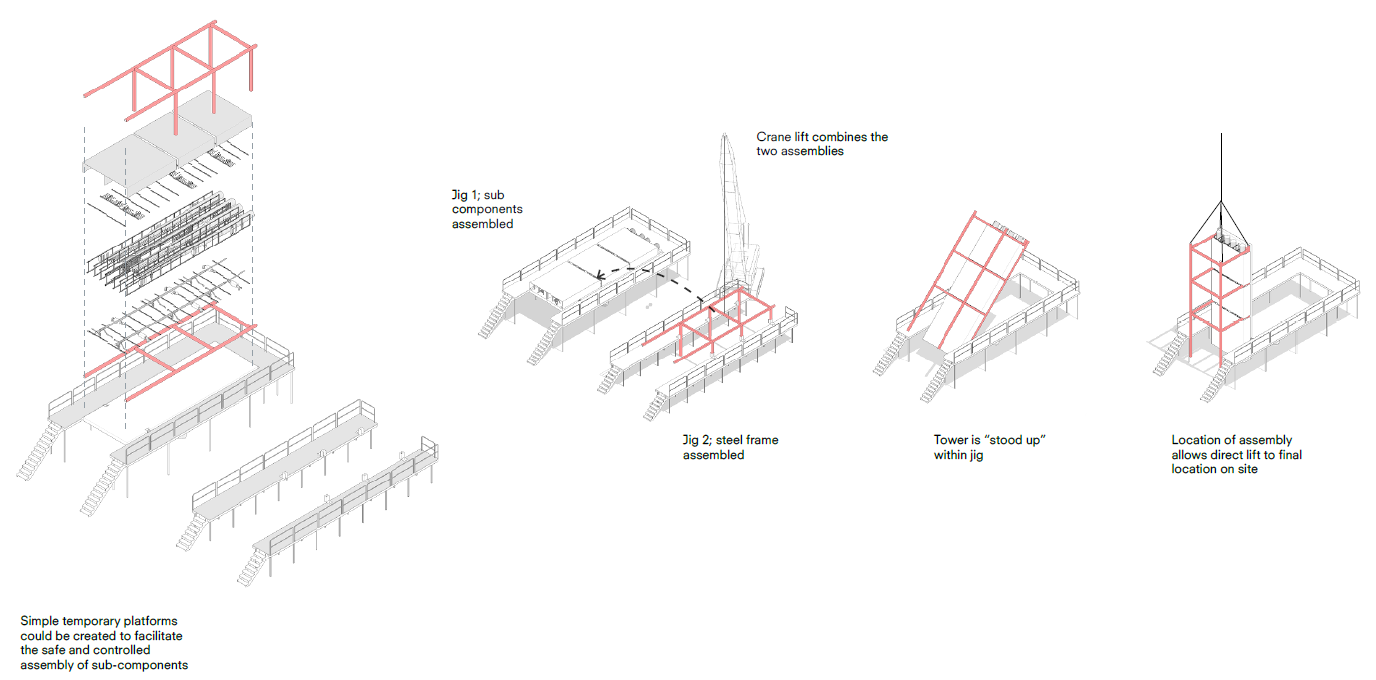 Crane lift combines the
two assemblies
Jig 1; sub
components
assembled
Jig 2; steel frame
assembled
Tower is “stood up”
within jig
Location of assembly
allows direct lift to final
location on site
Simple temporary platforms
could be created to facilitate
the safe and controlled
assembly of sub-components